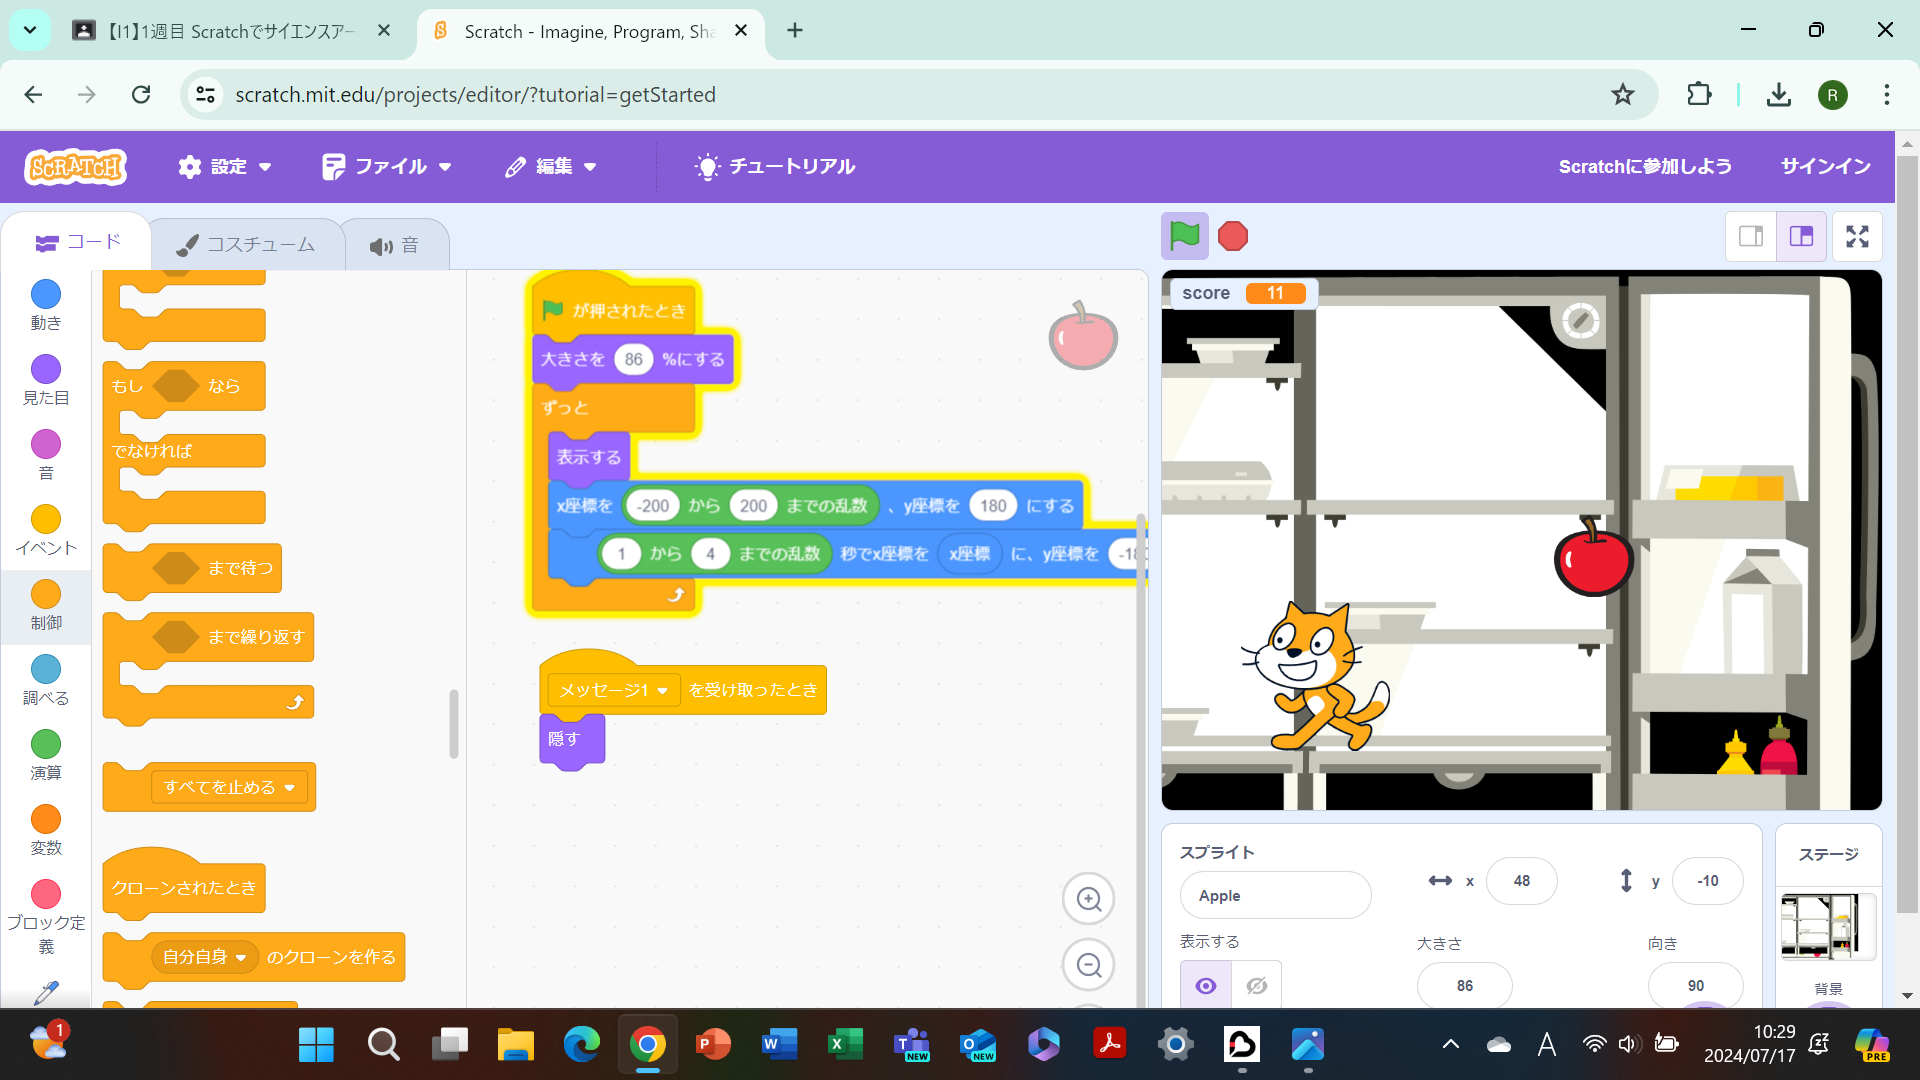 【I1】1週目 Scratchでサイエンスアー
Scratch - Imagine, Program, Sha
scratch.mit.edu/projects/editor/?tutorial=getStarted
R
SCRATCH
設定
ファイル
編集
チュートリアル
Scratchに参加しよう
サインイン
コード
コスチューム
音
動き
見た目
音
イベント
制御
調べる
演算
変数
ブロック定義
もし なら
でなければ
まで待つ
まで繰り返す
すべてを止める
クローンされたとき
自分自身 のクローンを作る
が押されたとき
大きさを 86 %にする
ずっと
表示する
x座標を -200 から 200 までの乱数 、y座標を 180 にする
1 から 4 までの乱数 秒でx座標を x座標 に、y座標を -180
メッセージ1 を受け取ったとき
隠す
score 11
スプライト
Apple
x 48
y -10
表示する
大きさ
86
向き
90
ステージ
背景
1
P
W
X
T
NEW
O
NEW
A
10:29
2024/07/17
PRE